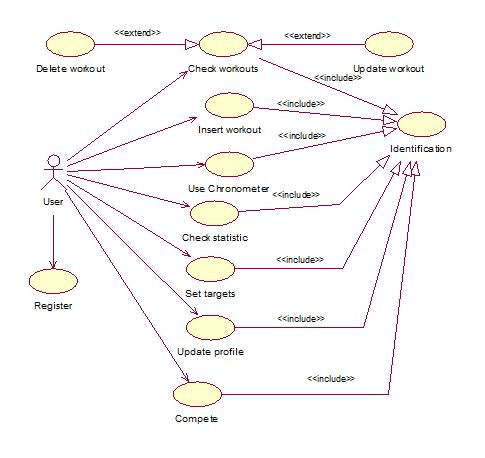 <<extend>>
<<extend>>
Delete workout
Check workouts
Update workout
<<include>>
<<include>>
Insert workout
<<include>>
Identification
Use Chronometer
User
<<include>>
Check statistic
<<include>>
Set targets
Register
<<include>>
Update profile
<<include>>
Compete